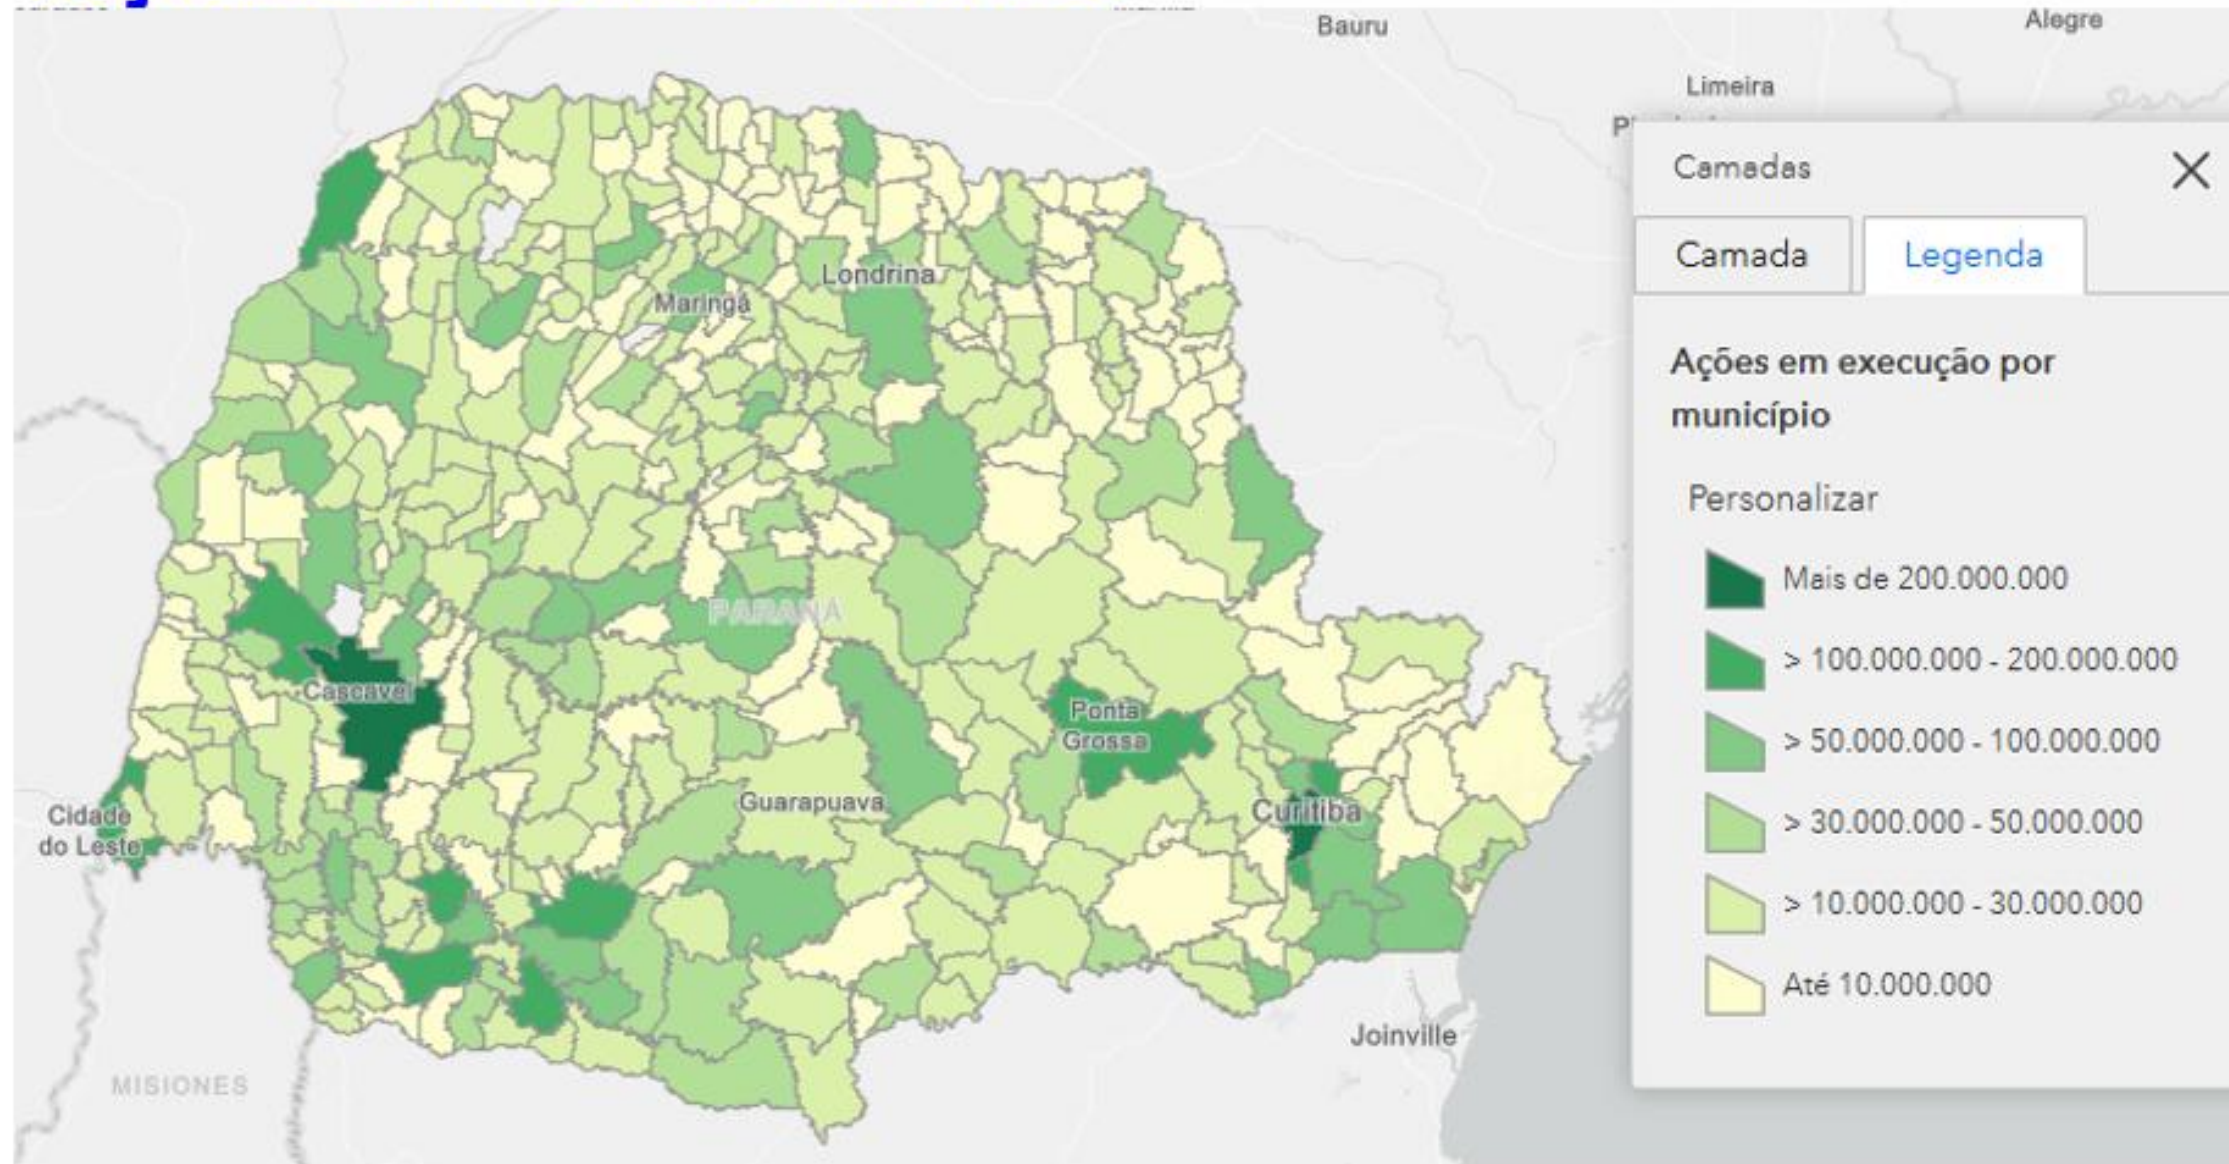 Bauru
Alegre
Limeira
Camadas
Camada
Legenda
Londrina
Maringá
Ações em execução por
município
Personalizar
Mais de 200.000.000
PARANÁ
> 100.000.000 - 200.000.000
Cascavel
Ponta
Grossa
> 50.000.000 - 100.000.000
Cidade
do Leste
Guarapuava
Curitiba
> 30.000.000 - 50.000.000
> 10.000.000 - 30.000.000
Até 10.000.000
Joinville
MISIONES